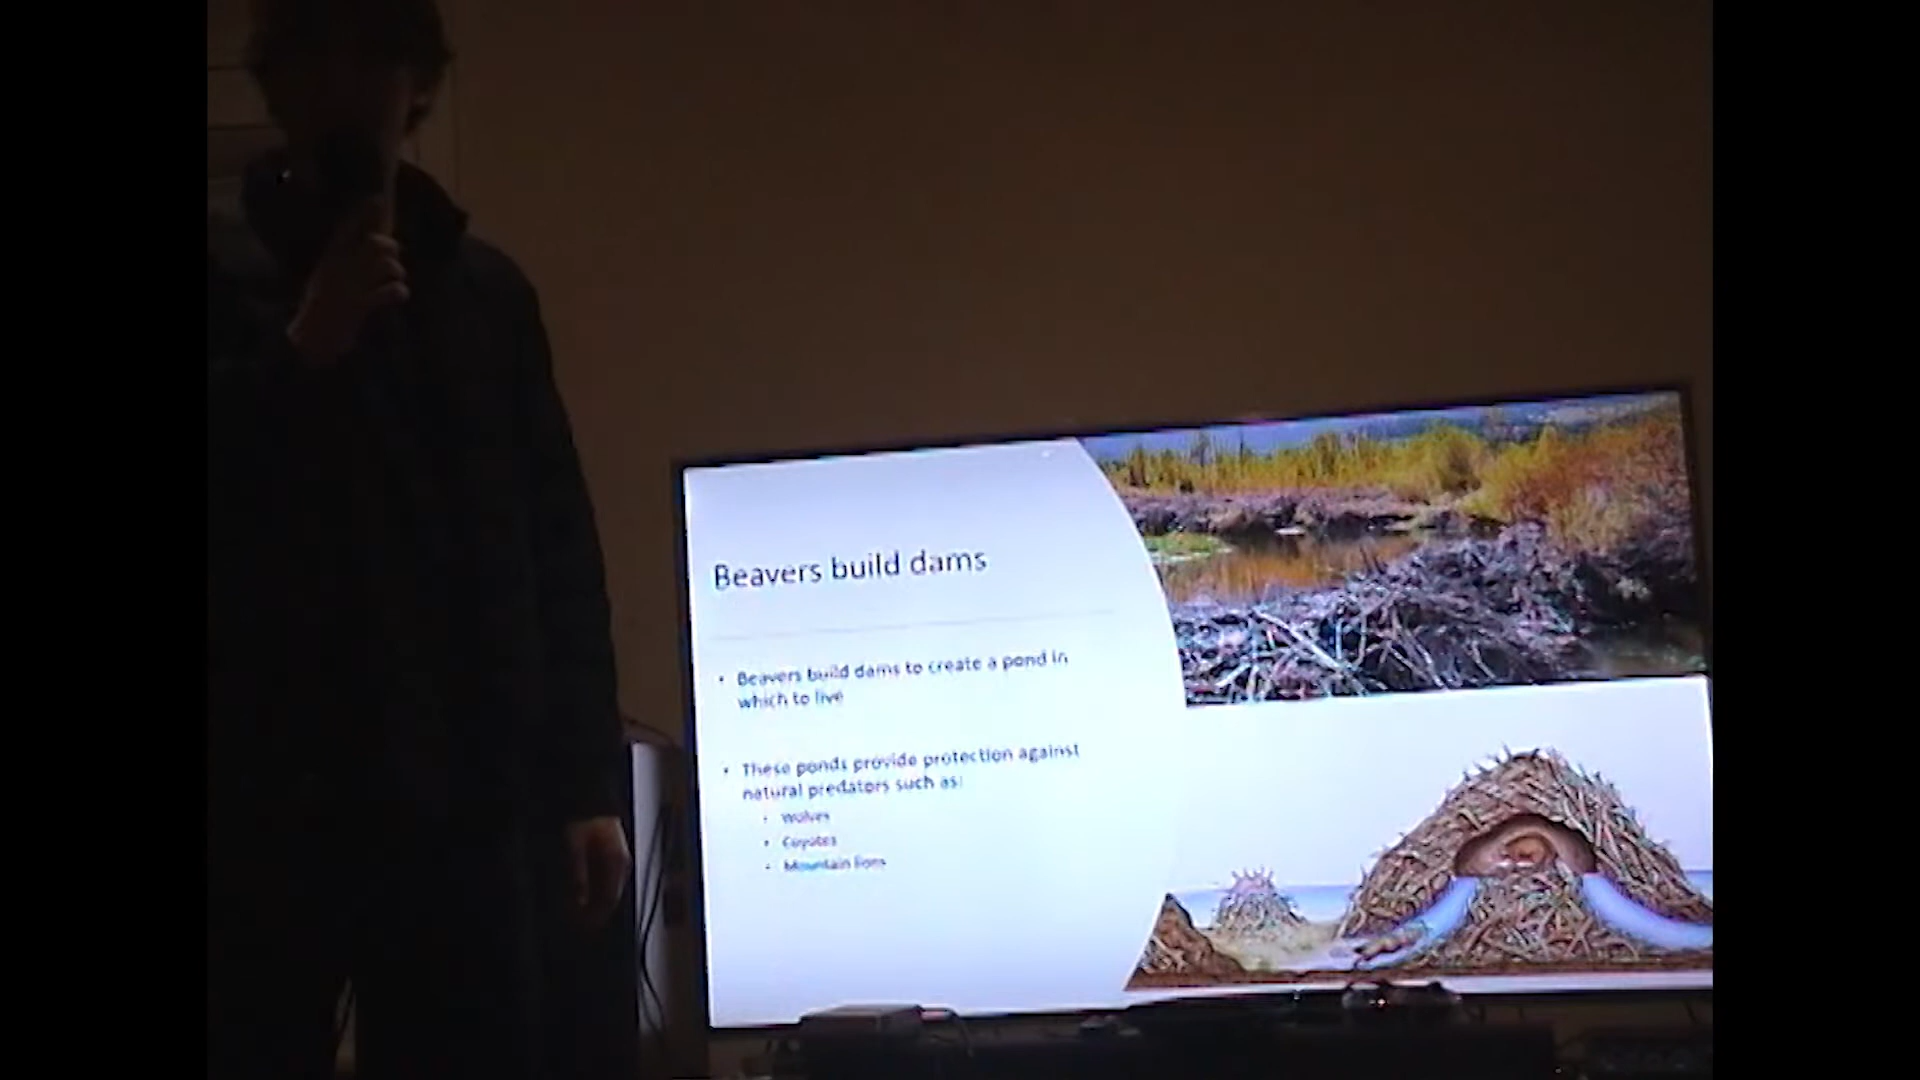 Beavers build dams
• Beavers build dams to create a pond in
which to live
• These ponds provide protection against
natural predators such as:
• Wolves
• Coyotes
• Mountain lions